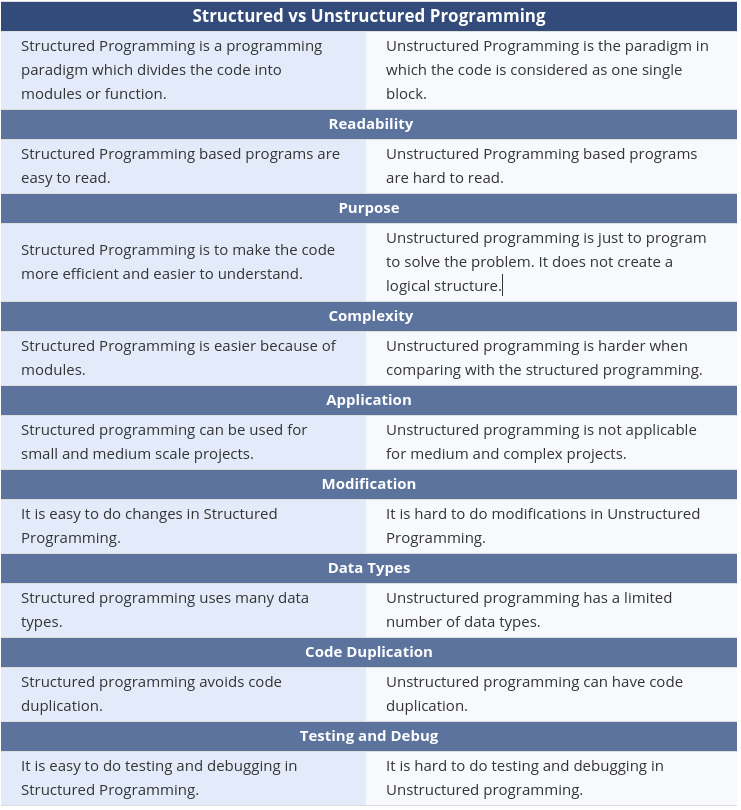 Structured vs Unstructured Programming
Structured Programming is a programming
paradigm which divides the code into
modules or function.
Unstructured Programming is the paradigm in
which the code is considered as one single
block.
Readability
Structured Programming based programs are
easy to read.
Unstructured Programming based programs
are hard to read.
Purpose
Structured Programming is to make the code
more efficient and easier to understand.
Unstructured programming is just to program
to solve the problem. It does not create a
logical structure.
Complexity
Structured Programming is easier because of
modules.
Unstructured programming is harder when
comparing with the structured programming.
Application
Structured programming can be used for
small and medium scale projects.
Unstructured programming is not applicable
for medium and complex projects.
Modification
It is easy to do changes in Structured
Programming.
It is hard to do modifications in Unstructured
Programming.
Data Types
Structured programming uses many data
types.
Unstructured programming has a limited
number of data types.
Code Duplication
Structured programming avoids code
duplication.
Unstructured programming can have code
duplication.
Testing and Debug
It is easy to do testing and debugging in
Structured Programming.
It is hard to do testing and debugging in
Unstructured programming.